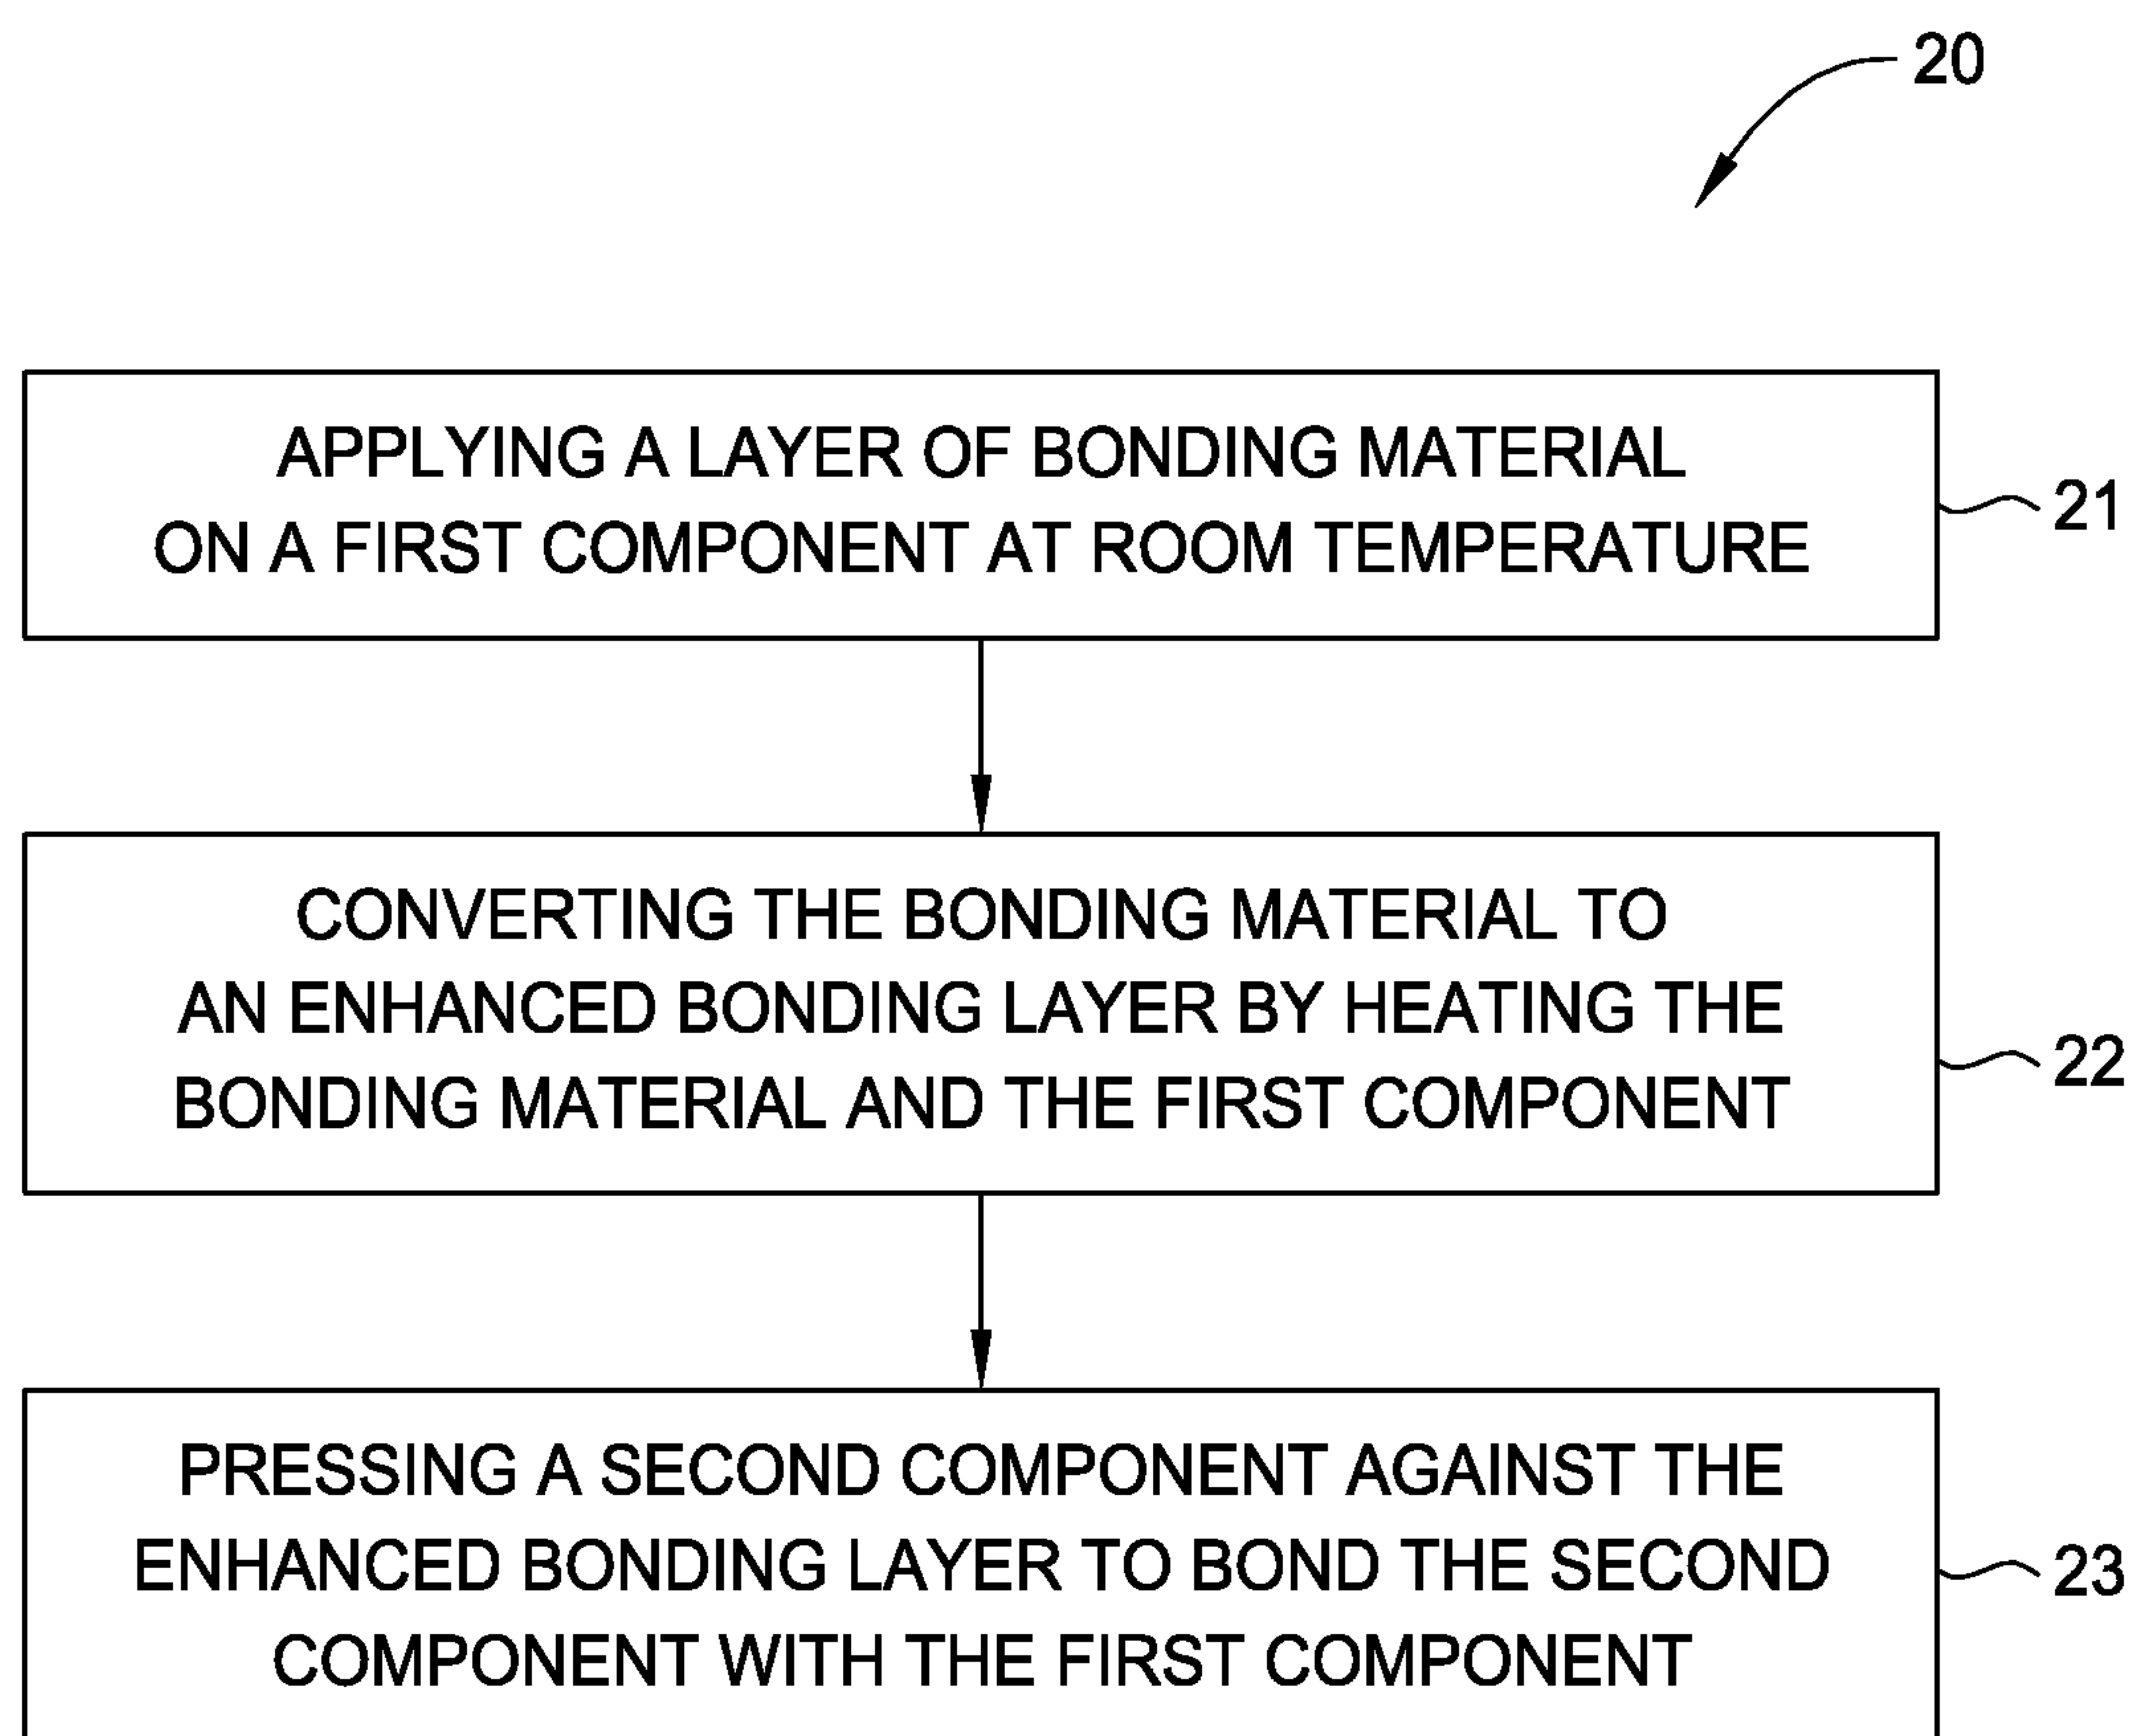 20
APPLYING A LAYER OF BONDING MATERIAL
ON A FIRST COMPONENT AT ROOM TEMPERATURE
21
CONVERTING THE BONDING MATERIAL TO
AN ENHANCED BONDING LAYER BY HEATING THE
BONDING MATERIAL AND THE FIRST COMPONENT
22
PRESSING A SECOND COMPONENT AGAINST THE
ENHANCED BONDING LAYER TO BOND THE SECOND
COMPONENT WITH THE FIRST COMPONENT
23